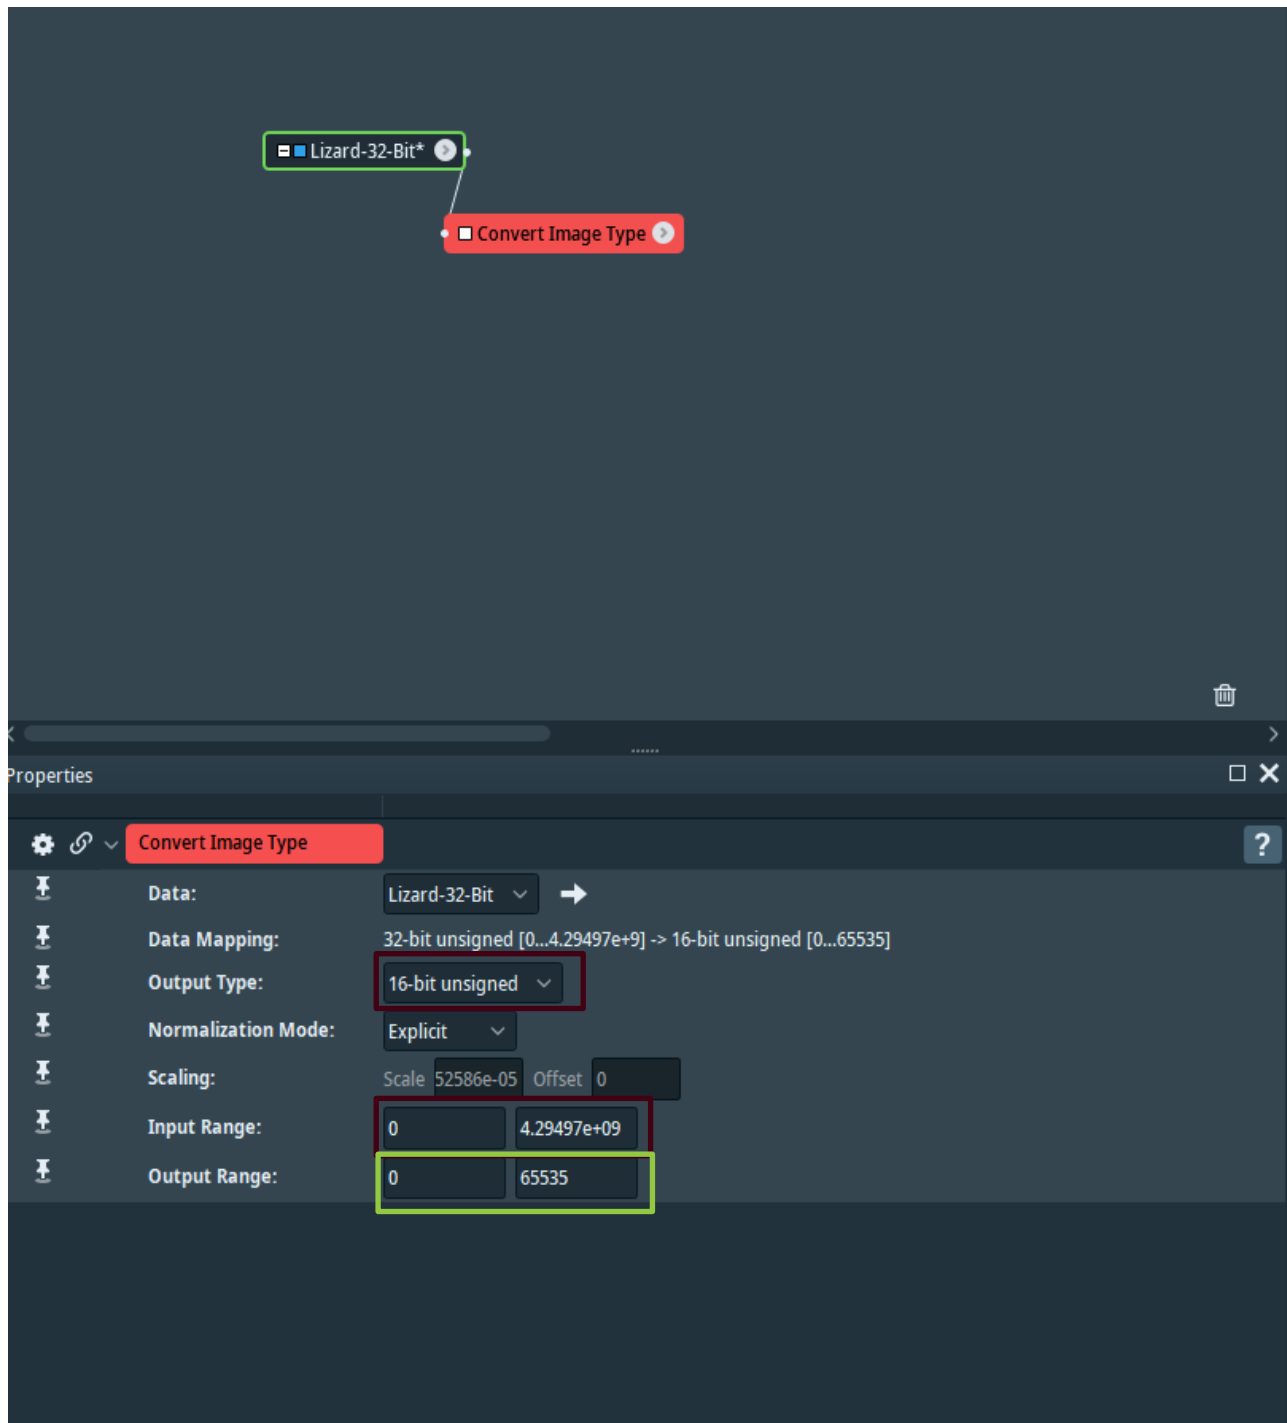 Lizard-32-Bit*
Convert Image Type
Properties
Convert Image Type
?
Data: Lizard-32-Bit
Data Mapping: 32-bit unsigned [0...4.29497e+9] -> 16-bit unsigned [0...65535]
Output Type: 16-bit unsigned
Normalization Mode: Explicit
Scaling: Scale 52586e-05 Offset 0
Input Range: 0 4.29497e+09
Output Range: 0 65535